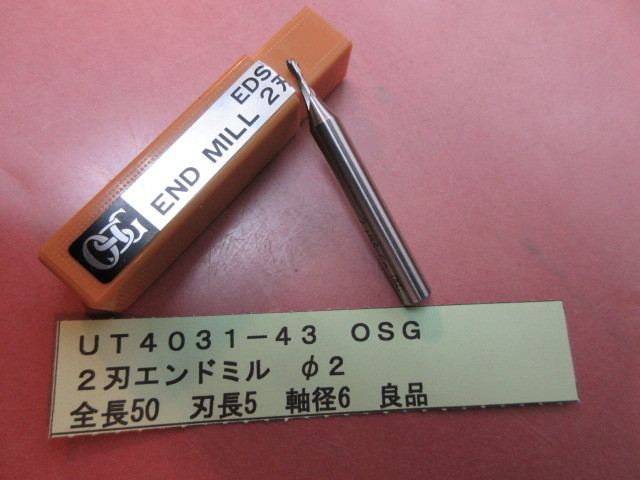 EDS
END MILL 2刃
OSG
UT4031-43 OSG
2刃エンドミル φ2
全長50 刃長5 軸径6 良品